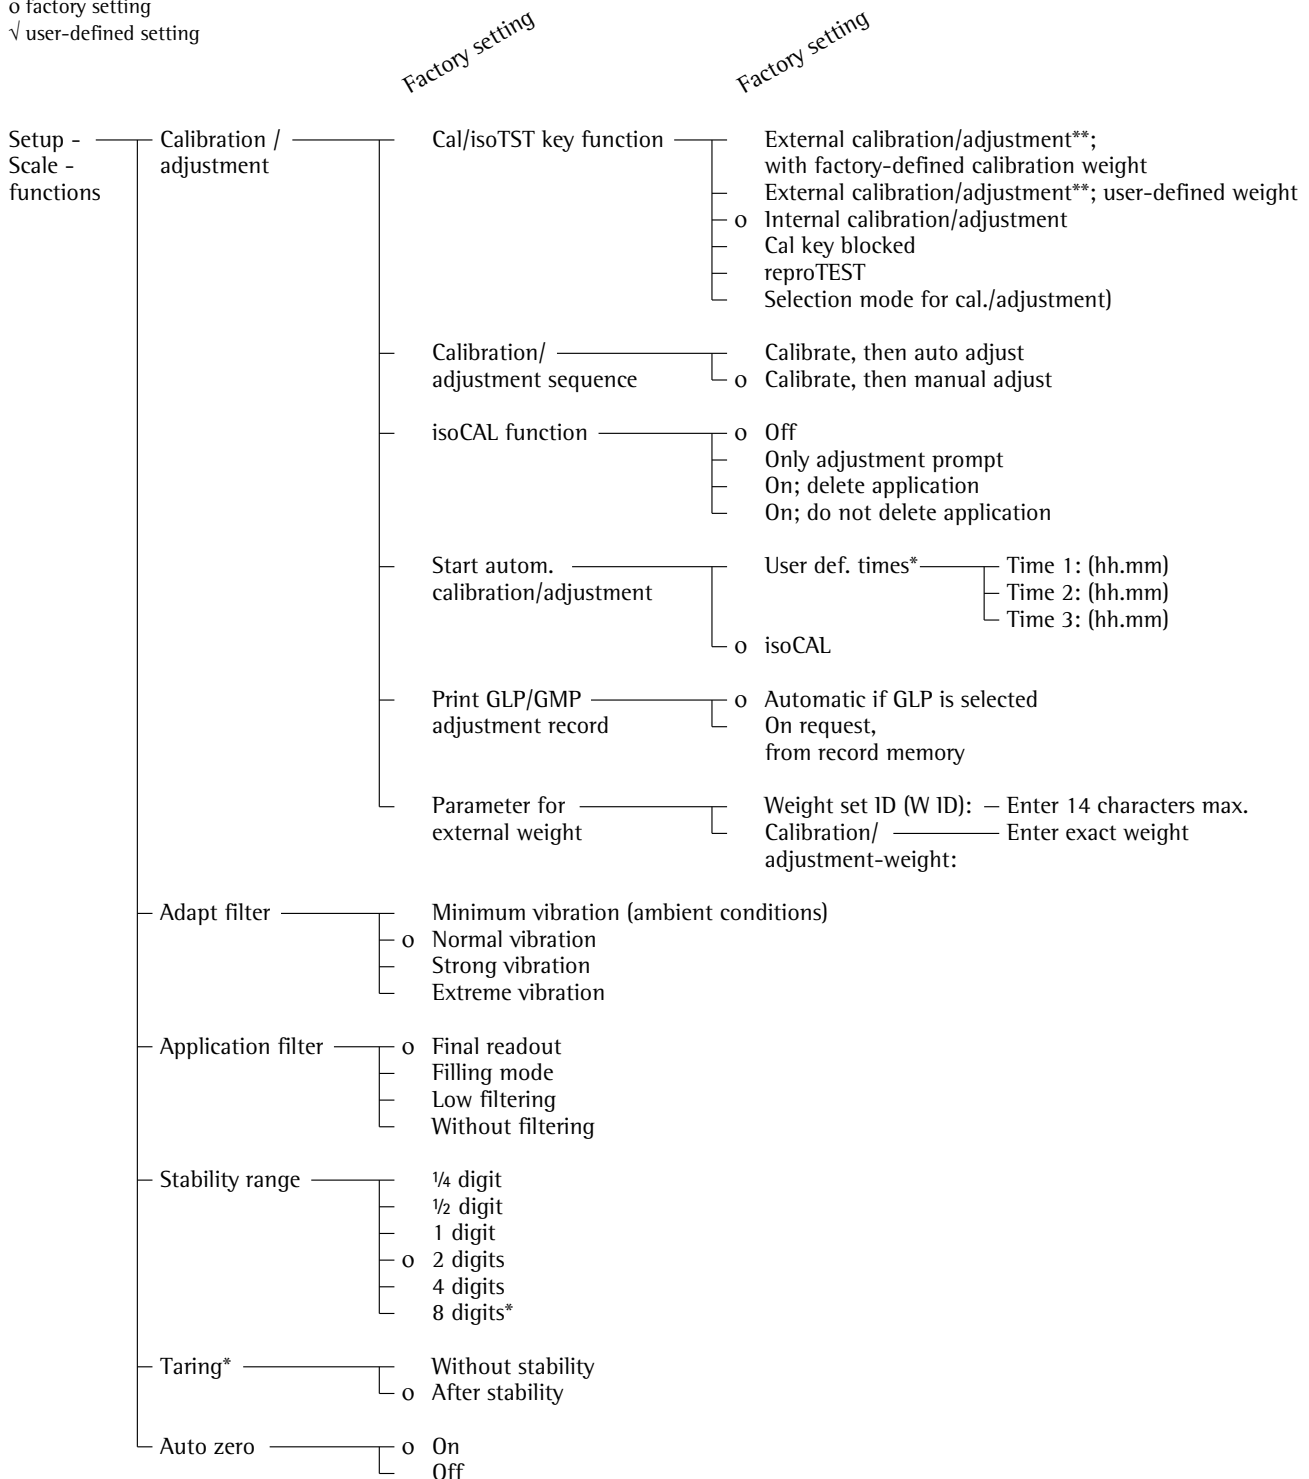 o factory setting
√ user-defined setting
Factory setting
Factory setting
Setup -
Scale -
functions
Calibration /
adjustment
Cal/isoTST key function
External calibration/adjustment**;
with factory-defined calibration weight
External calibration/adjustment**; user-defined weight
o Internal calibration/adjustment
Cal key blocked
reproTEST
Selection mode for cal./adjustment)
Calibration/
adjustment sequence
Calibrate, then auto adjust
o Calibrate, then manual adjust
isoCAL function
o Off
Only adjustment prompt
On; delete application
On; do not delete application
Start autom.
calibration/adjustment
User def. times*
Time 1: (hh.mm)
Time 2: (hh.mm)
Time 3: (hh.mm)
o isoCAL
Print GLP/GMP
adjustment record
o Automatic if GLP is selected
On request,
from record memory
Parameter for
external weight
Weight set ID (W ID): – Enter 14 characters max.
Calibration/
adjustment-weight:
Enter exact weight
Adapt filter
Minimum vibration (ambient conditions)
o Normal vibration
Strong vibration
Extreme vibration
Application filter
o Final readout
Filling mode
Low filtering
Without filtering
Stability range
1/4 digit
1/2 digit
1 digit
o 2 digits
4 digits
8 digits*
Taring*
Without stability
o After stability
Auto zero
o On
Off